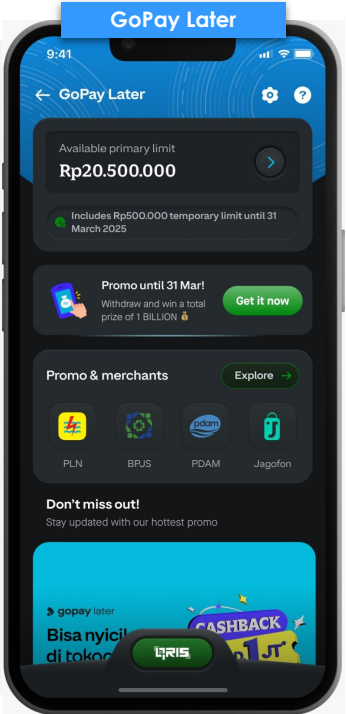 GoPay Later
9:41
GoPay Later
Available primary limit
Rp20.500.000
Includes Rp500.000 temporary limit until 31
March 2025
Promo until 31 Mar!
Withdraw and win a total
prize of 1 BILLION
Get it now
Promo & merchants
Explore →
pdam
PLN
BPJS
PDAM
Jagofon
Don't miss out!
Stay updated with our hottest promo
gopay later
Bisa nyicil
CASHBACK
QRIS
1 JT